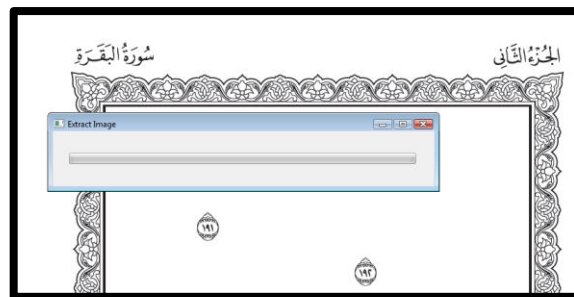 الجُزْءُ الثَّانِي
سُورَةُ البَقَرَةِ
Extract Image
١٩١
١٩٢